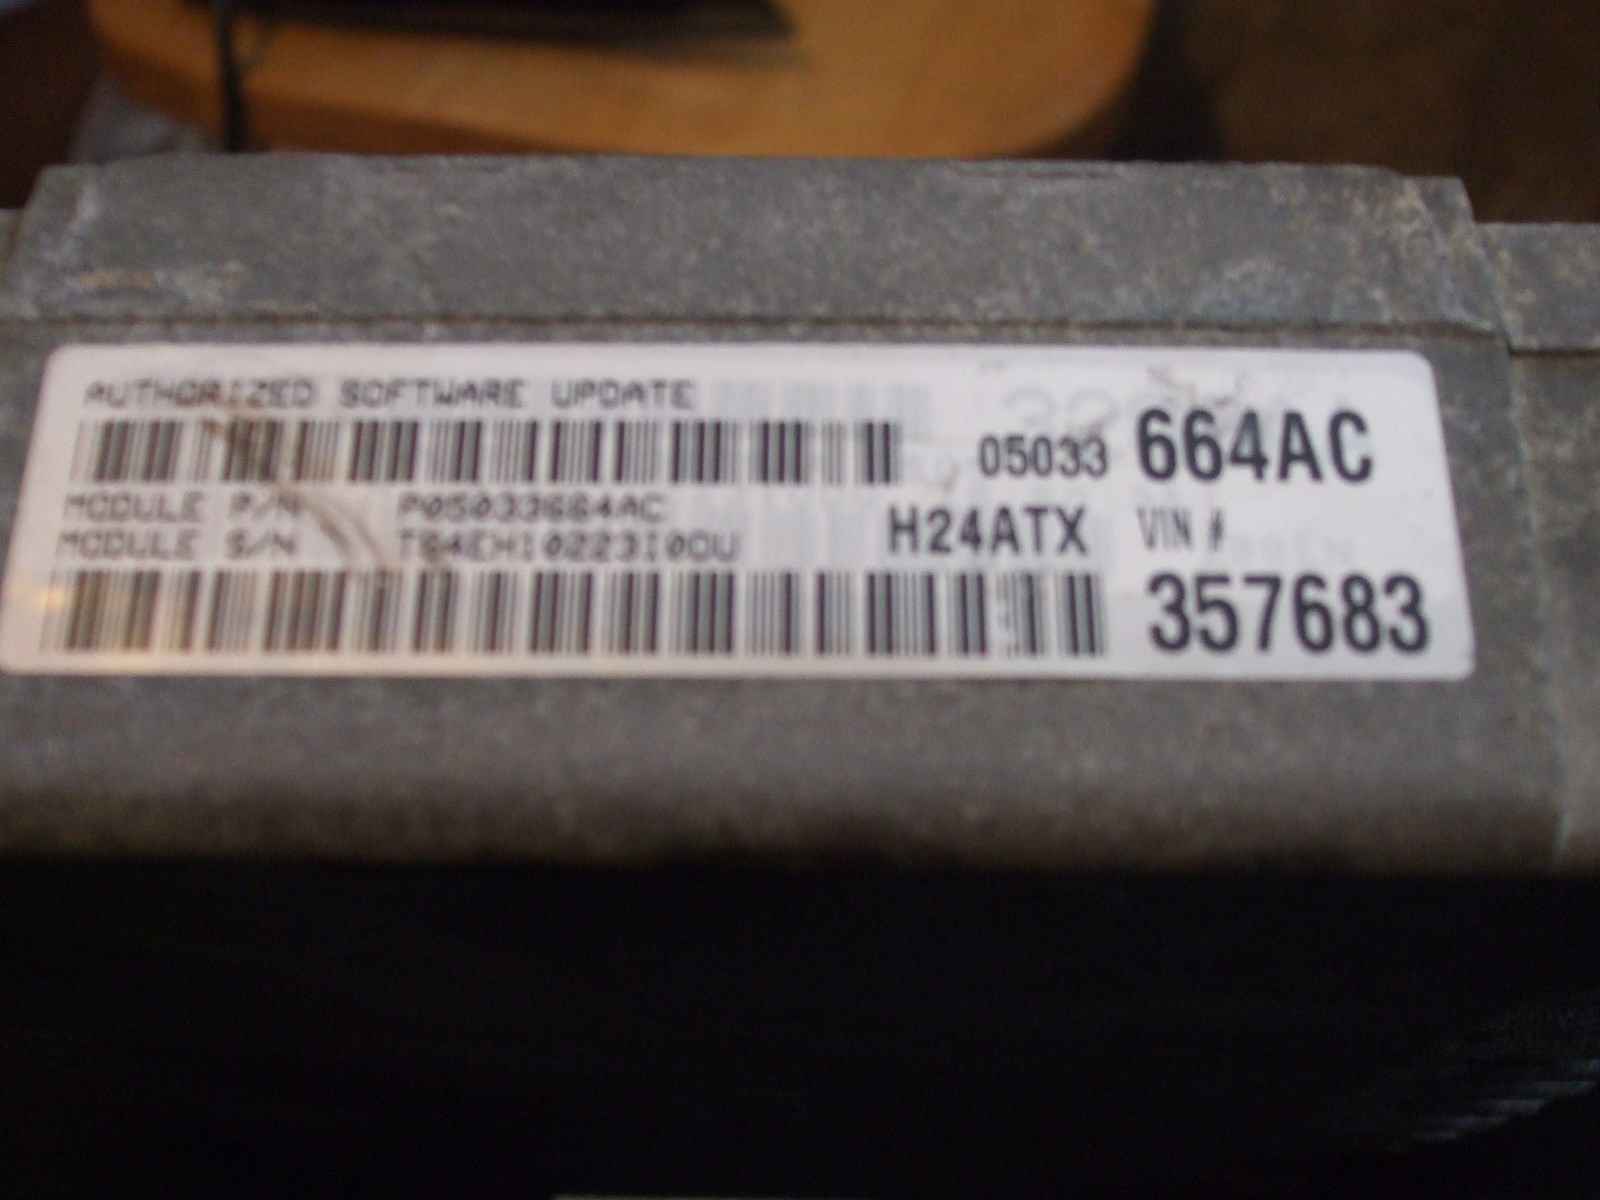 AUTHORIZED SOFTWARE UPDATE
05033 664AC
MODULE P/N P05033664AC
H24ATX VIN #
MODULE S/N
357683